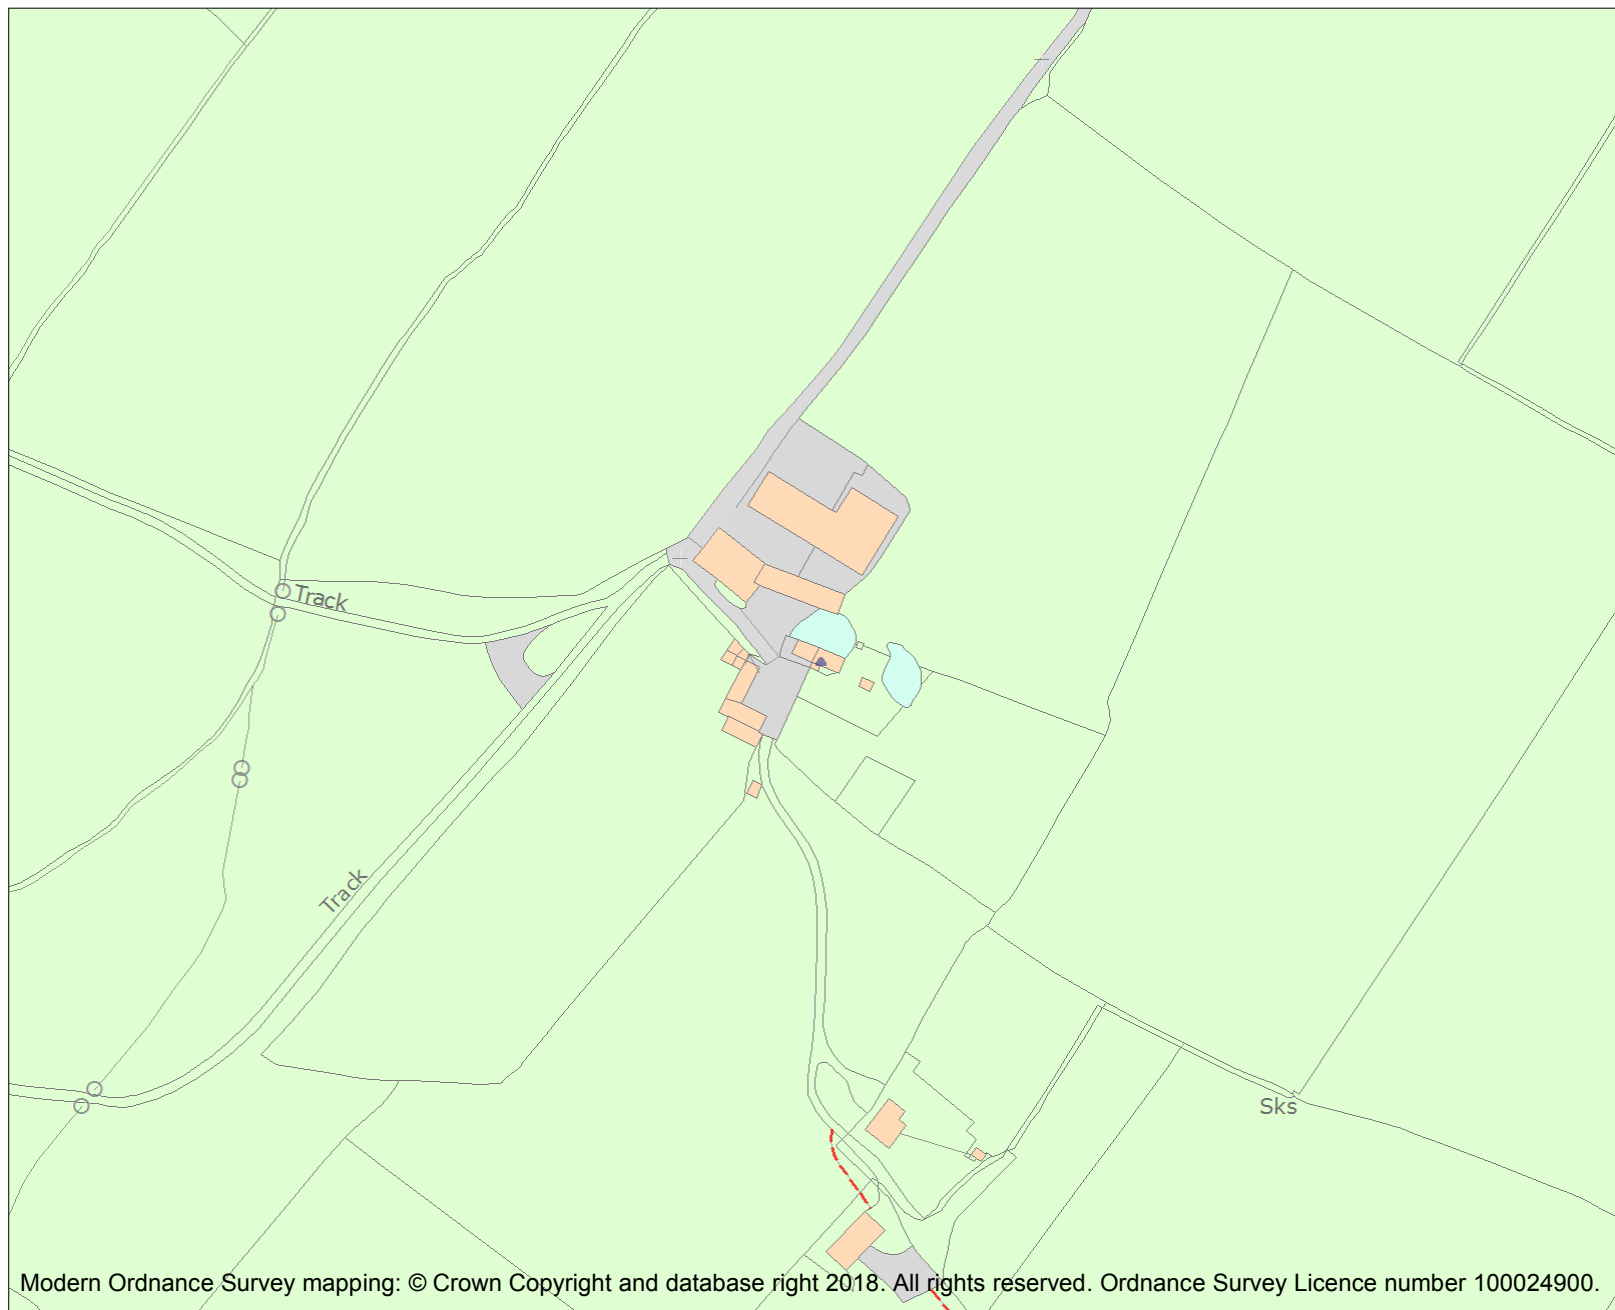 Track
Track
Sks
Modern Ordnance Survey mapping: © Crown Copyright and database right 2018. All rights reserved. Ordnance Survey Licence number 100024900.